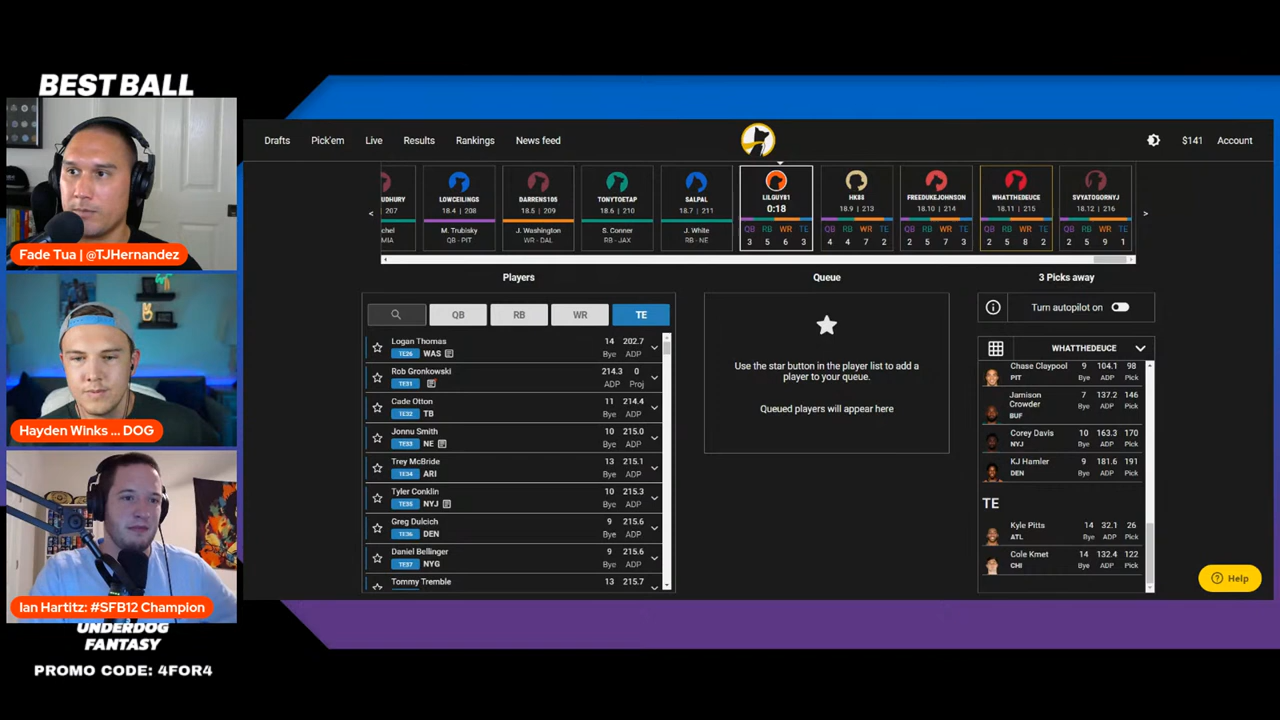 BEST BALL
Fade Tua | @TJHernandez
Hayden Winks ... DOG
Ian Hartitz: #SFB12 Champion
UNDERDOG
FANTASY
PROMO CODE: 4FOR4
Drafts Pick'em Live Results Rankings News feed
$141 Account
UDHURY
207
chel
MIA
LOWCEILINGS
18.4 | 208
M. Trubisky
QB - PIT
DARRENS105
18.5 | 209
J. Washington
WR - DAL
TONYTOETAP
18.6 | 210
S. Conner
RB - JAX
SALPAL
18.7 | 211
J. White
RB - NE
LILGUY81
0:18
QB RB WR TE
3 5 6 3
HK8S
18.9 | 213
QB RB WR TE
4 4 7 2
FREEDUKEJOHNSON
18.10 | 214
QB RB WR TE
2 5 7 3
WHATTHEDEUCE
18.11 | 215
QB RB WR TE
2 5 8 2
SVYATOGORNYJ
18.12 | 216
QB RB WR TE
2 5 9 1
Players
QB RB WR TE
Logan Thomas 14 202.7
TE26 WAS Bye ADP
Rob Gronkowski 214.3 0
TE31 ADP Proj
Cade Otton 11 214.4
TE32 TB Bye ADP
Jonnu Smith 10 215.0
TE33 NE Bye ADP
Trey McBride 13 215.1
TE34 ARI Bye ADP
Tyler Conklin 10 215.3
TE35 NYJ Bye ADP
Greg Dulcich 9 215.6
TE36 DEN Bye ADP
Daniel Bellinger 9 215.6
TE37 NYG Bye ADP
Tommy Tremble 13 215.7
Queue
Use the star button in the player list to add a
player to your queue.
Queued players will appear here
3 Picks away
Turn autopilot on
WHATTHEDEUCE
Chase Claypool 9 104.1 98
PIT Bye ADP Pick
Jamison
Crowder 7 137.2 146
BUF Bye ADP Pick
Corey Davis 10 163.3 170
NYJ Bye ADP Pick
KJ Hamler 9 181.6 191
DEN Bye ADP Pick
TE
Kyle Pitts 14 32.1 26
ATL Bye ADP Pick
Cole Kmet 14 132.4 122
CHI Bye ADP Pick
Help